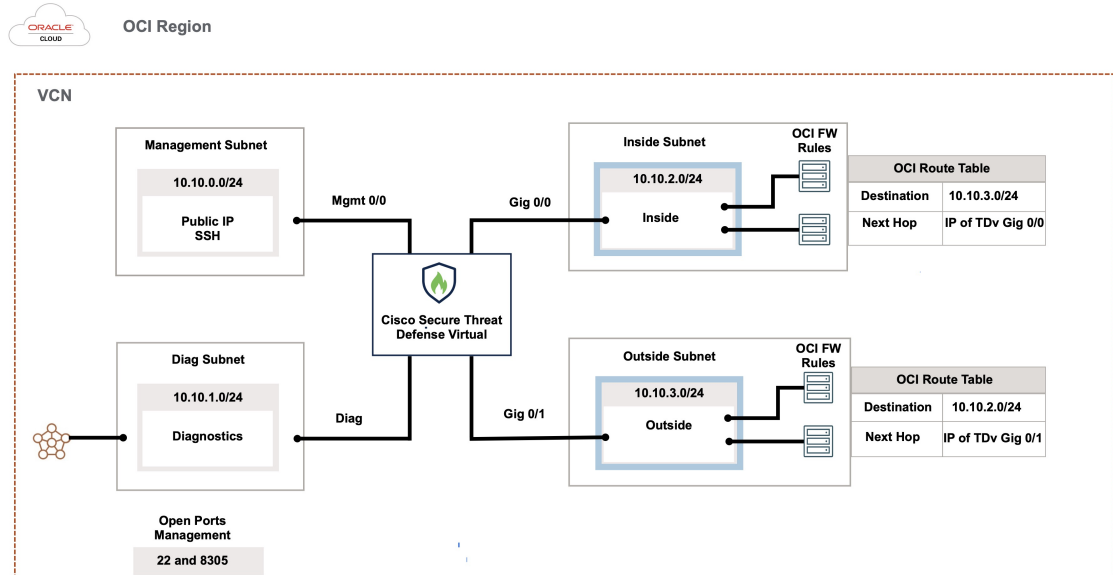 ORACLE
CLOUD
OCI Region
VCN
Management Subnet
10.10.0.0/24
Public IP
SSH
Mgmt 0/0
Gig 0/0
Inside Subnet
10.10.2.0/24
Inside
OCI FW
Rules
OCI Route Table
Destination 10.10.3.0/24
Next Hop IP of TDv Gig 0/0
Cisco Secure Threat
Defense Virtual
Diag Subnet
10.10.1.0/24
Diagnostics
Diag
Gig 0/1
Outside Subnet
10.10.3.0/24
Outside
OCI FW
Rules
OCI Route Table
Destination 10.10.2.0/24
Next Hop IP of TDv Gig 0/1
Open Ports
Management
22 and 8305